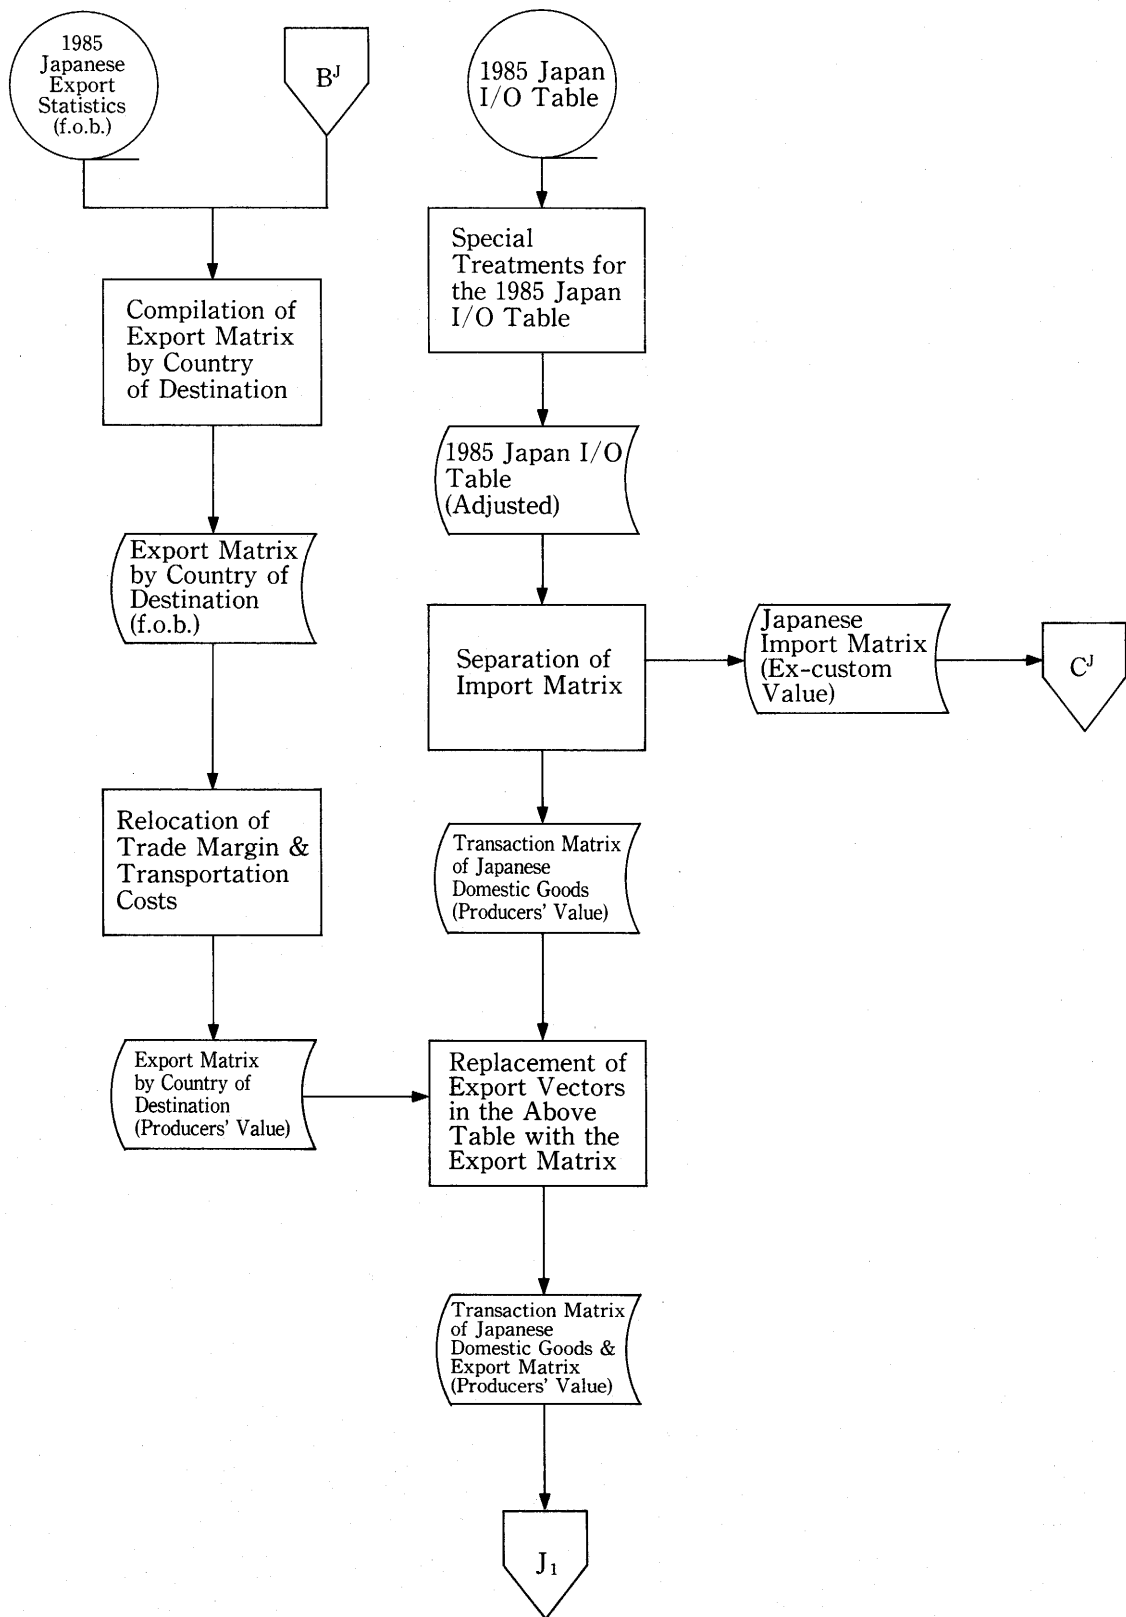 1985
Japanese
Export
Statistics
(f.o.b.)
Bᴶ
1985 Japan
I/O Table
Special
Treatments for
the 1985 Japan
I/O Table
Compilation of
Export Matrix
by Country
of Destination
1985 Japan I/O
Table
(Adjusted)
Export Matrix
by Country of
Destination
(f.o.b.)
Separation of
Import Matrix
Japanese
Import Matrix
(Ex-custom
Value)
Cᴶ
Relocation of
Trade Margin &
Transportation
Costs
Transaction Matrix
of Japanese
Domestic Goods
(Producers' Value)
Export Matrix
by Country of
Destination
(Producers' Value)
Replacement of
Export Vectors
in the Above
Table with the
Export Matrix
Transaction Matrix
of Japanese
Domestic Goods &
Export Matrix
(Producers' Value)
J₁